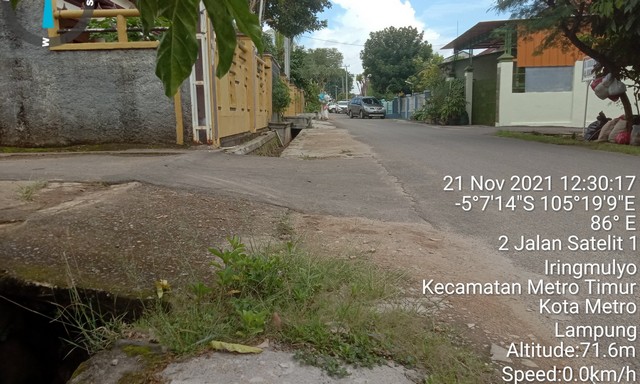 W
21 Nov 2021 12:30:17
-5°7'14"S 105°19'9"E
86° E
2 Jalan Satelit 1
Iringmulyo
Kecamatan Metro Timur
Kota Metro
Lampung
Altitude:71.6m
Speed:0.0km/h